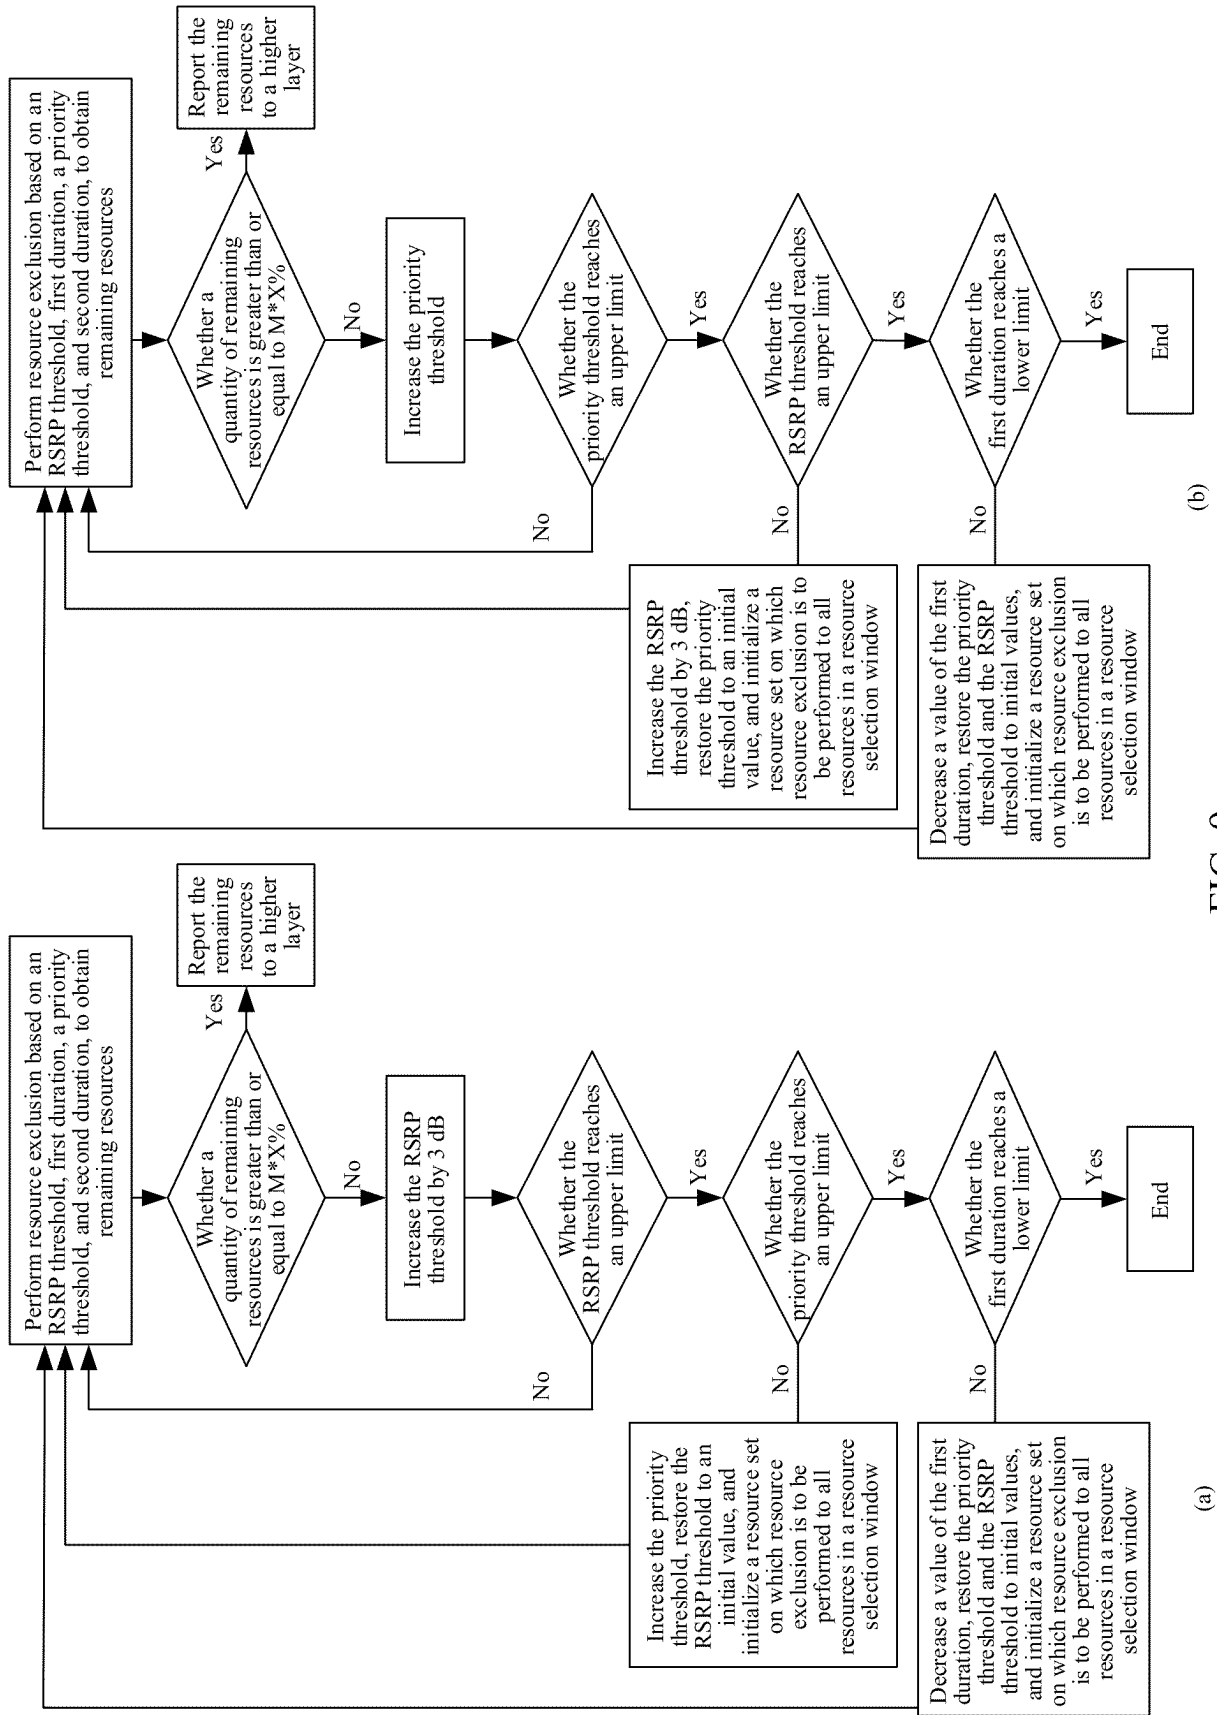 Perform resource exclusion based on an
RSRP threshold, first duration, a priority
threshold, and second duration, to obtain
remaining resources
Whether a
quantity of remaining
resources is greater than or
equal to M*X%
Yes
Report the
remaining
resources
to a higher
layer
No
Increase the RSRP
threshold by 3 dB
Whether the
RSRP threshold reaches
an upper limit
No
Yes
Whether the
priority threshold reaches
an upper limit
No
Increase the priority
threshold, restore the
RSRP threshold to an
initial value, and
initialize a resource set
on which resource
exclusion is to be
performed to all
resources in a resource
selection window
Yes
Whether the
first duration reaches a
lower limit
No
Decrease a value of the first
duration, restore the priority
threshold and the RSRP
threshold to initial values,
and initialize a resource set
on which resource exclusion
is to be performed to all
resources in a resource
selection window
Yes
End
(a)
Perform resource exclusion based on an
RSRP threshold, first duration, a priority
threshold, and second duration, to obtain
remaining resources
Whether a
quantity of remaining
resources is greater than or
equal to M*X%
Yes
Report the
remaining
resources
to a higher
layer
No
Increase the priority
threshold
Whether the
priority threshold reaches
an upper limit
No
Yes
Whether the
RSRP threshold reaches
an upper limit
No
Increase the RSRP
threshold by 3 dB,
restore the priority
threshold to an initial
value, and initialize a
resource set on which
resource exclusion is to
be performed to all
resources in a resource
selection window
Yes
Whether the
first duration reaches a
lower limit
No
Decrease a value of the first
duration, restore the priority
threshold and the RSRP
threshold to initial values,
and initialize a resource set
on which resource exclusion
is to be performed to all
resources in a resource
selection window
Yes
End
(b)
FIG.